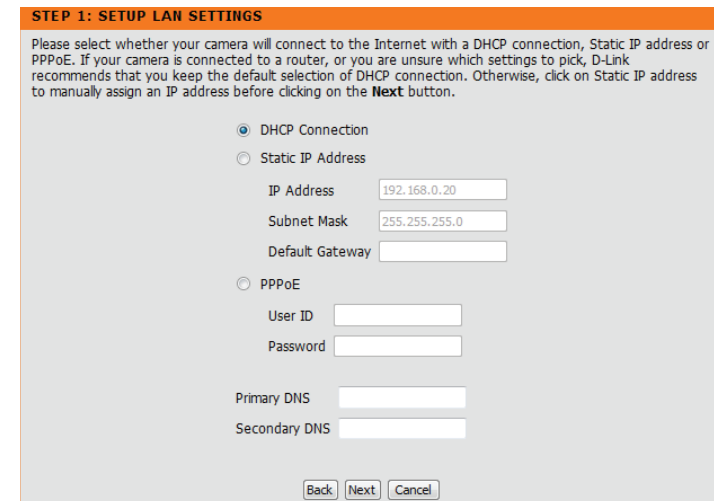 STEP 1: SETUP LAN SETTINGS
Please select whether your camera will connect to the Internet with a DHCP connection, Static IP address or
PPPoE. If your camera is connected to a router, or you are unsure which settings to pick, D-Link
recommends that you keep the default selection of DHCP connection. Otherwise, click on Static IP address
to manually assign an IP address before clicking on the Next button.
DHCP Connection
Static IP Address
IP Address 192.168.0.20
Subnet Mask 255.255.255.0
Default Gateway
PPPoE
User ID
Password
Primary DNS
Secondary DNS
Back Next Cancel